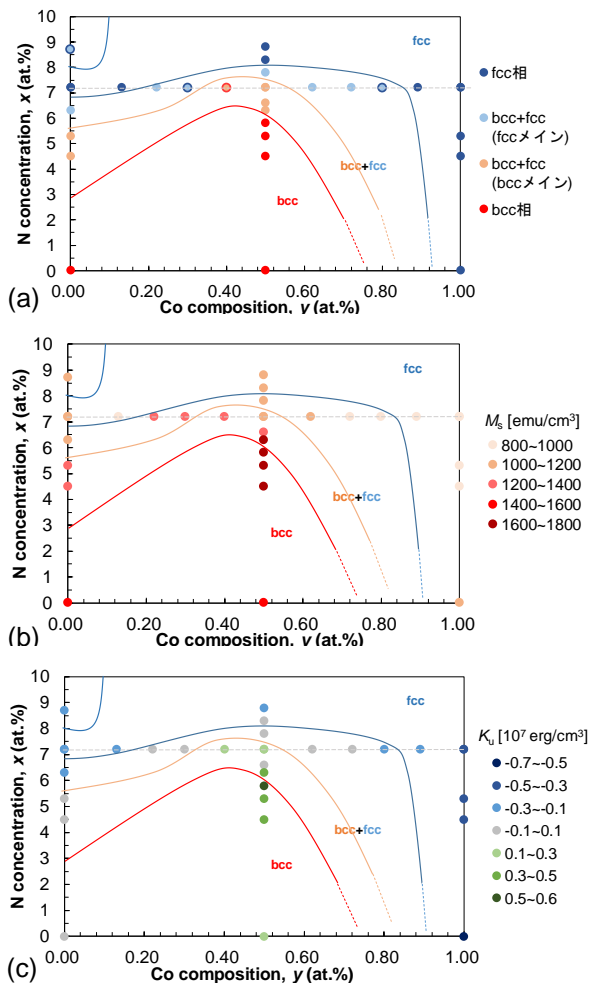 10
9
8
7
6
5
4
3
2
1
0
N concentration, x (at.%)
0.00 0.20 0.40 0.60 0.80 1.00
Co composition, y (at.%)
fcc
bcc+fcc
bcc
fcc相
bcc+fcc
(fccメイン)
bcc+fcc
(bccメイン)
bcc相
(a)
10
9
8
7
6
5
4
3
2
1
0
N concentration, x (at.%)
0.00 0.20 0.40 0.60 0.80 1.00
Co composition, y (at.%)
fcc
bcc+fcc
bcc
Ms [emu/cm³]
800~1000
1000~1200
1200~1400
1400~1600
1600~1800
(b)
10
9
8
7
6
5
4
3
2
1
0
N concentration, x (at.%)
0.00 0.20 0.40 0.60 0.80 1.00
Co composition, y (at.%)
fcc
bcc+fcc
bcc
Ku [10⁷ erg/cm³]
-0.7~-0.5
-0.5~-0.3
-0.3~-0.1
-0.1~0.1
0.1~0.3
0.3~0.5
0.5~0.6
(c)